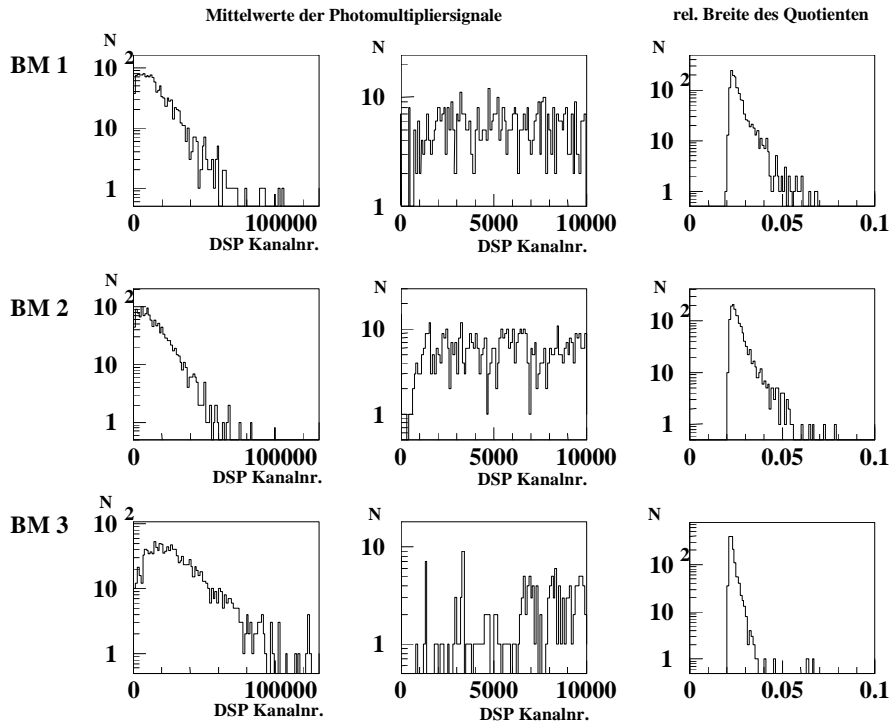 Mittelwerte der Photomultipliersignale rel. Breite des Quotienten
BM 1
N
10 2
10
1
0 100000
DSP Kanalnr.
N
10
1
0 5000 10000
DSP Kanalnr.
N
10 2
10
1
0 0.05 0.1
BM 2
N
10 2
10
1
0 100000
DSP Kanalnr.
N
10
1
0 5000 10000
DSP Kanalnr.
N
10 2
10
1
0 0.05 0.1
BM 3
N
10 2
10
1
0 100000
DSP Kanalnr.
N
10
1
0 5000 10000
DSP Kanalnr.
N
10 2
10
1
0 0.05 0.1